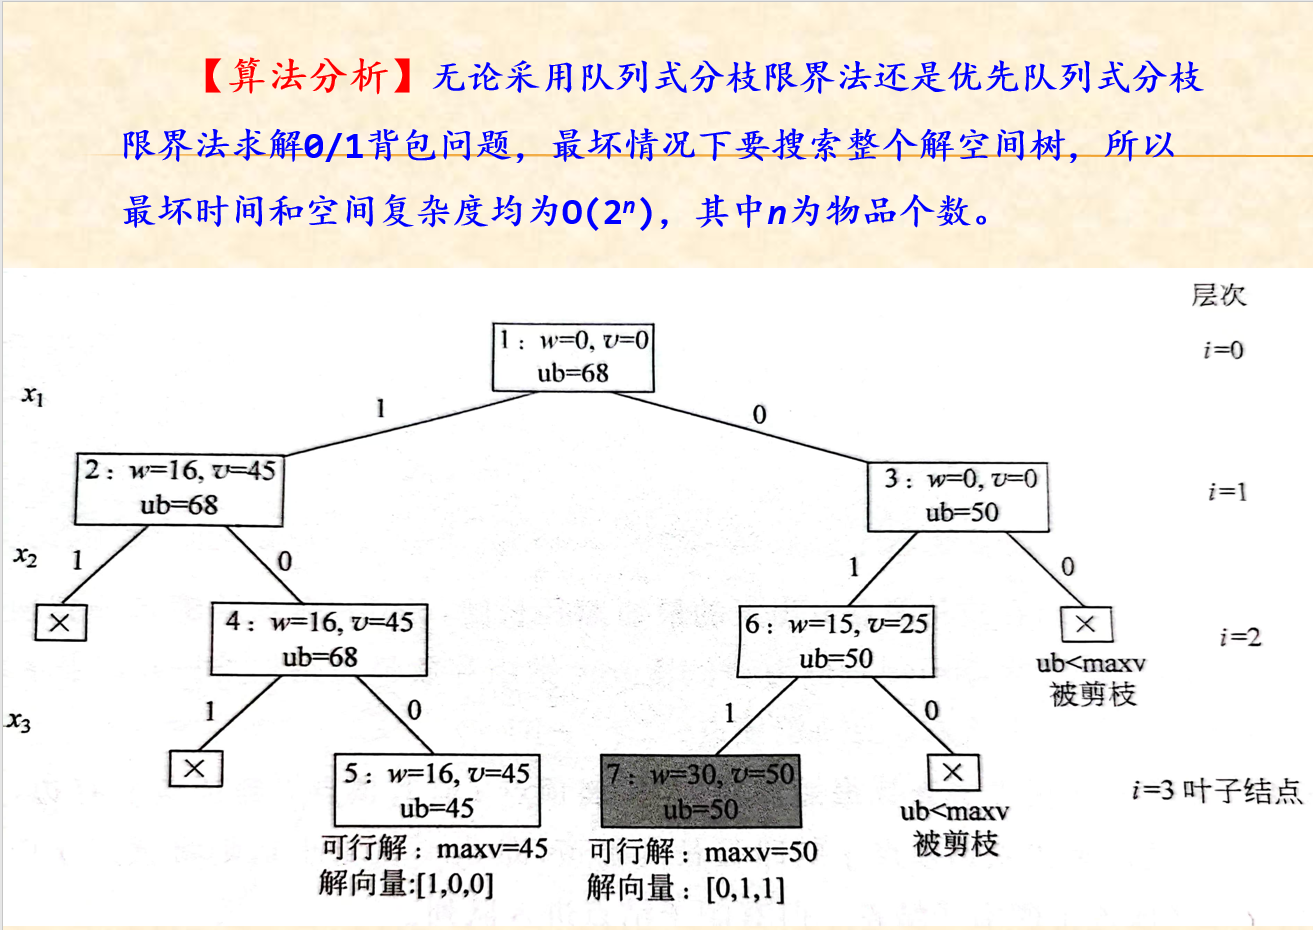 【算法分析】无论采用队列式分枝限界法还是优先队列式分枝
限界法求解0/1背包问题，最坏情况下要搜索整个解空间树，所以
最坏时间和空间复杂度均为O(2ⁿ)，其中n为物品个数。
层次
1：w=0, v=0
ub=68
i=0
x₁
1
0
2：w=16, v=45
ub=68
3：w=0, v=0
ub=50
i=1
x₂
1
0
1
0
×
4：w=16, v=45
ub=68
6：w=15, v=25
ub=50
×
ub<maxv
被剪枝
i=2
x₃
1
0
1
0
×
5：w=16, v=45
ub=45
可行解：maxv=45
解向量:[1,0,0]
7：w=30, v=50
ub=50
可行解：maxv=50
解向量：[0,1,1]
×
ub<maxv
被剪枝
i=3 叶子结点